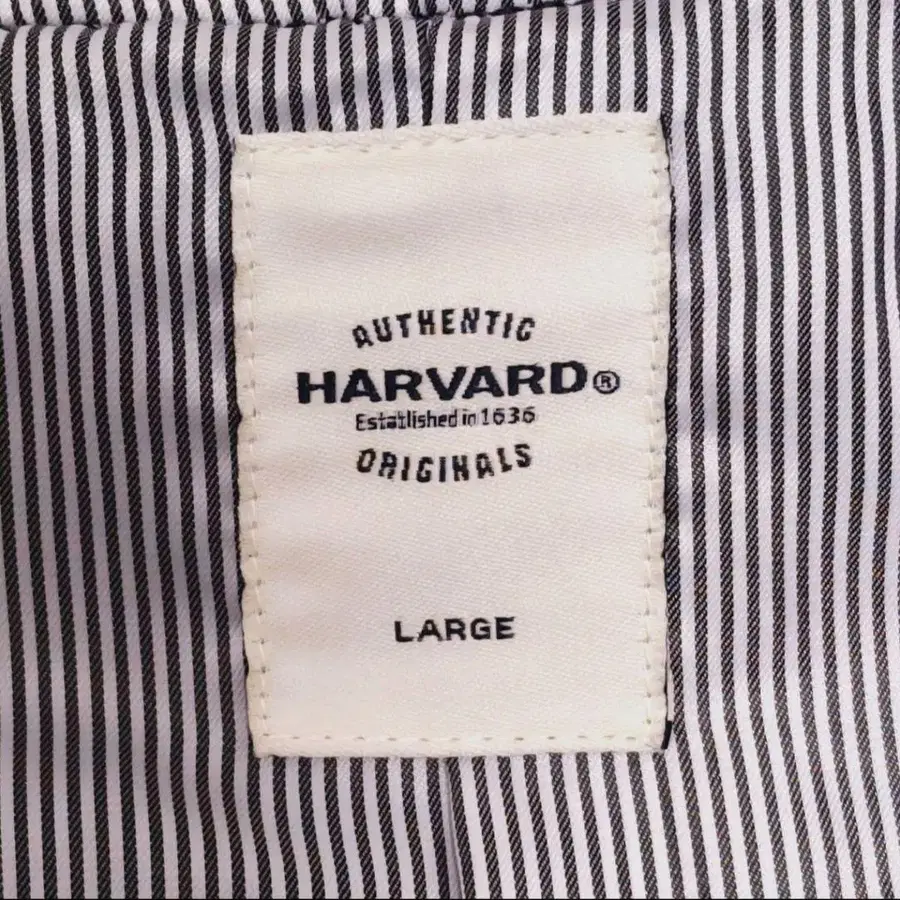 AUTHENTIC
HARVARD®
Established in 1636
ORIGINALS
LARGE